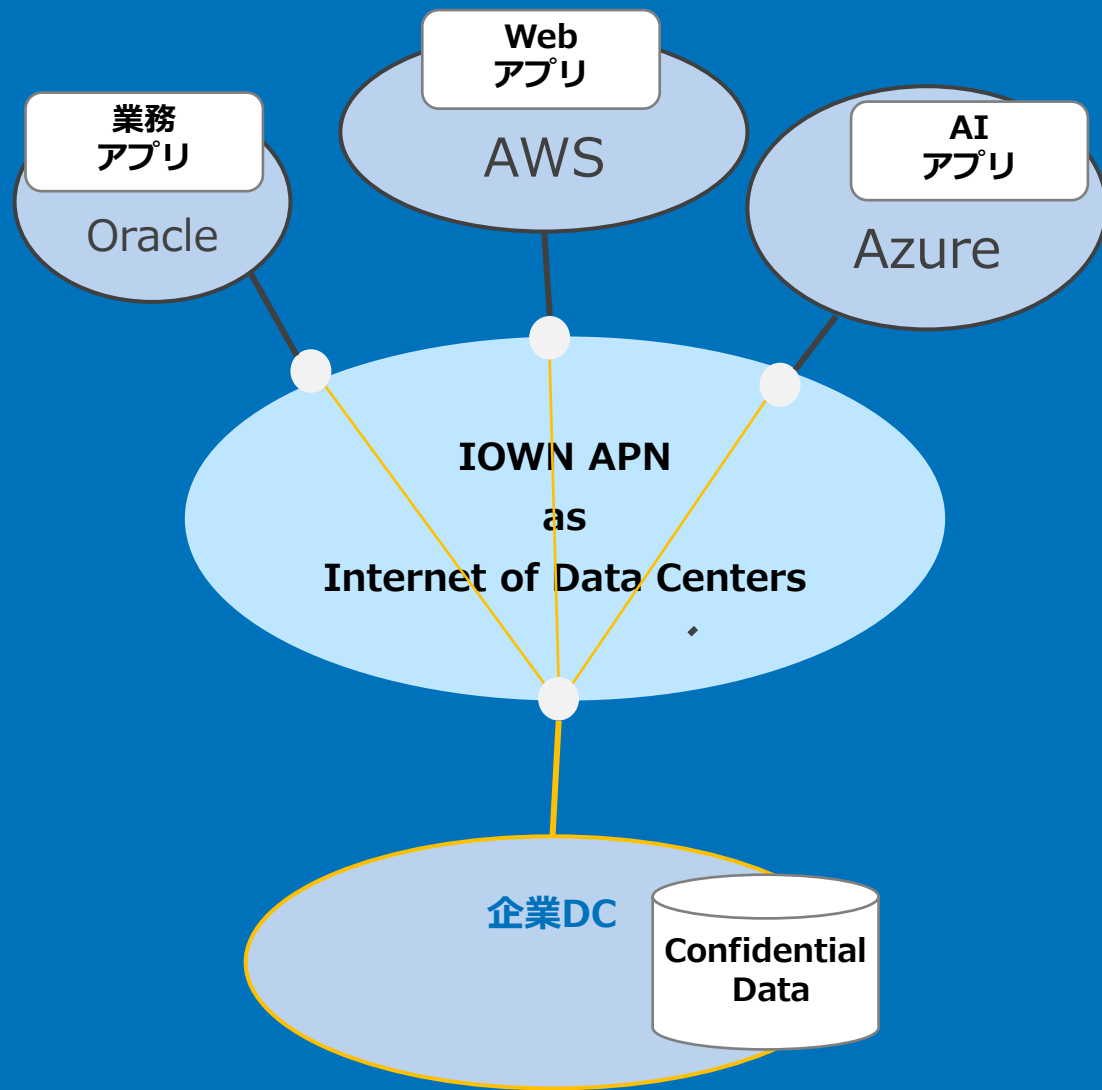 Web
アプリ
AWS
業務
アプリ
Oracle
AI
アプリ
Azure
IOWN APN
as
Internet of Data Centers
企業DC
Confidential
Data